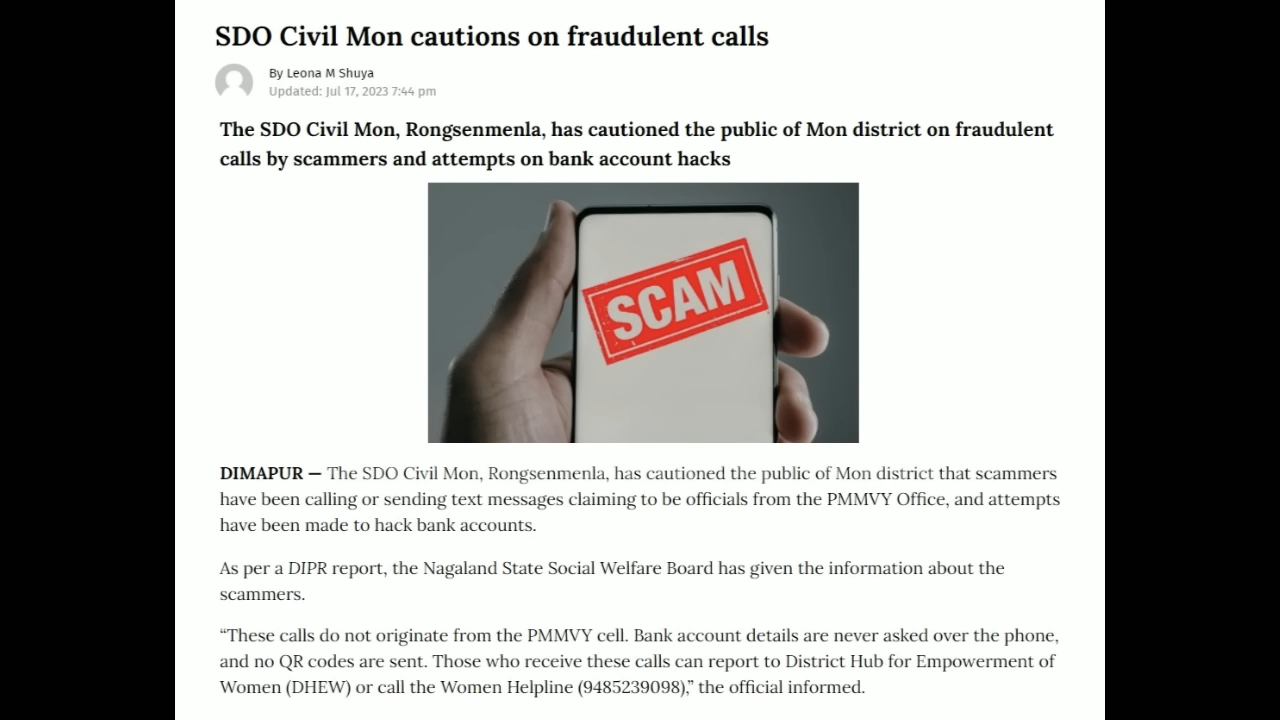 SDO Civil Mon cautions on fraudulent calls
By Leona M Shuya
Updated: Jul 17, 2023 7:44 pm
The SDO Civil Mon, Rongsenmenla, has cautioned the public of Mon district on fraudulent
calls by scammers and attempts on bank account hacks
SCAM
DIMAPUR — The SDO Civil Mon, Rongsenmenla, has cautioned the public of Mon district that scammers
have been calling or sending text messages claiming to be officials from the PMMVY Office, and attempts
have been made to hack bank accounts.
As per a DIPR report, the Nagaland State Social Welfare Board has given the information about the
scammers.
“These calls do not originate from the PMMVY cell. Bank account details are never asked over the phone,
and no QR codes are sent. Those who receive these calls can report to District Hub for Empowerment of
Women (DHEW) or call the Women Helpline (9485239098),” the official informed.